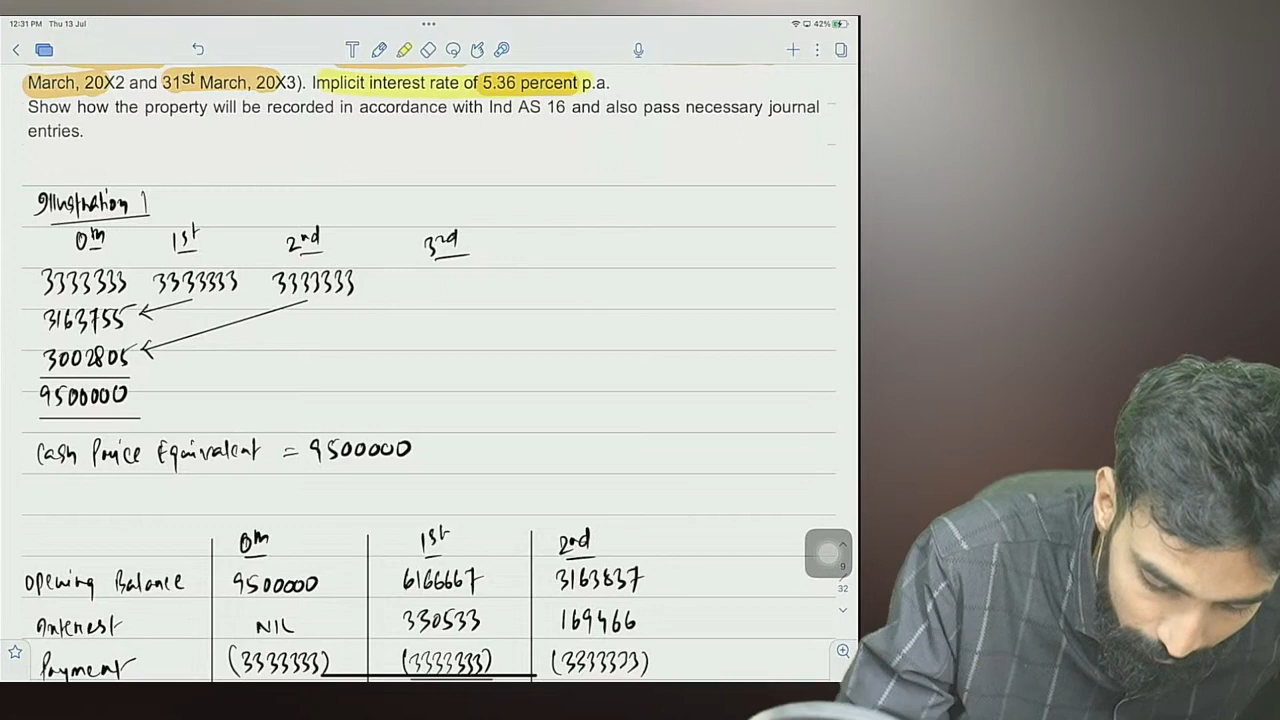 12:31 PM Thu 13 Jul
42%
March, 20X2 and 31st March, 20X3). Implicit interest rate of 5.36 percent p.a.
Show how the property will be recorded in accordance with Ind AS 16 and also pass necessary journal
entries.
Illustration 1
0th 1st 2nd 3rd
3333333 3333333 3333333
3163755
3002805
9500000
Cash Price Equivalent = 9500000
0th 1st 2nd
Opening Balance 9500000 6166667 3163837
9
32
Interest NIL 330533 169466
Payment (3333333) (3333333) (3333333)